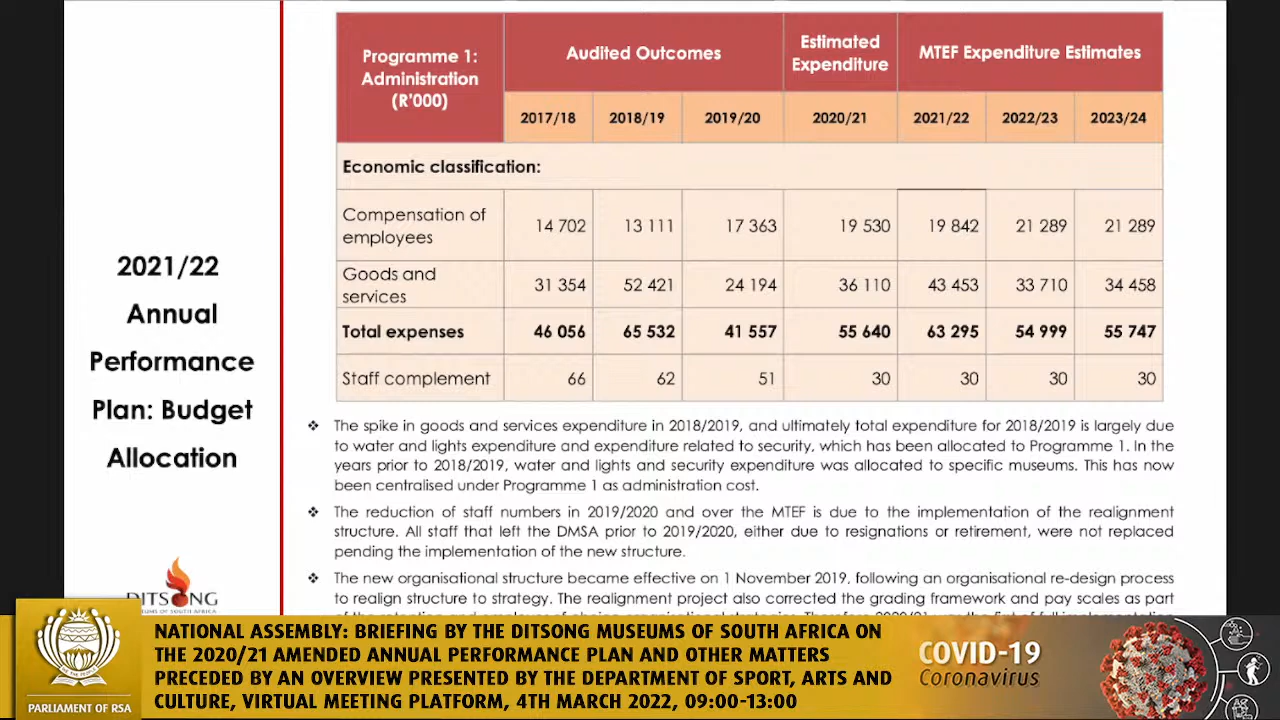 2021/22
Annual
Performance
Plan: Budget
Allocation
DITSONG
Programme 1: Administration (R'000) Audited Outcomes Estimated Expenditure MTEF Expenditure Estimates
2017/18 2018/19 2019/20 2020/21 2021/22 2022/23 2023/24
Economic classification:
Compensation of employees 14 702 13 111 17 363 19 530 19 842 21 289 21 289
Goods and services 31 354 52 421 24 194 36 110 43 453 33 710 34 458
Total expenses 46 056 65 532 41 557 55 640 63 295 54 999 55 747
Staff complement 66 62 51 30 30 30 30
❖ The spike in goods and services expenditure in 2018/2019, and ultimately total expenditure for 2018/2019 is largely due
to water and lights expenditure and expenditure related to security, which has been allocated to Programme 1. In the
years prior to 2018/2019, water and lights and security expenditure was allocated to specific museums. This has now
been centralised under Programme 1 as administration cost.
❖ The reduction of staff numbers in 2019/2020 and over the MTEF is due to the implementation of the realignment
structure. All staff that left the DMSA prior to 2019/2020, either due to resignations or retirement, were not replaced
pending the implementation of the new structure.
❖ The new organisational structure became effective on 1 November 2019, following an organisational re-design process
to realign structure to strategy. The realignment project also corrected the grading framework and pay scales as part
PARLIAMENT OF RSA
NATIONAL ASSEMBLY: BRIEFING BY THE DITSONG MUSEUMS OF SOUTH AFRICA ON
THE 2020/21 AMENDED ANNUAL PERFORMANCE PLAN AND OTHER MATTERS
PRECEDED BY AN OVERVIEW PRESENTED BY THE DEPARTMENT OF SPORT, ARTS AND
CULTURE, VIRTUAL MEETING PLATFORM, 4TH MARCH 2022, 09:00-13:00
COVID-19
Coronavirus